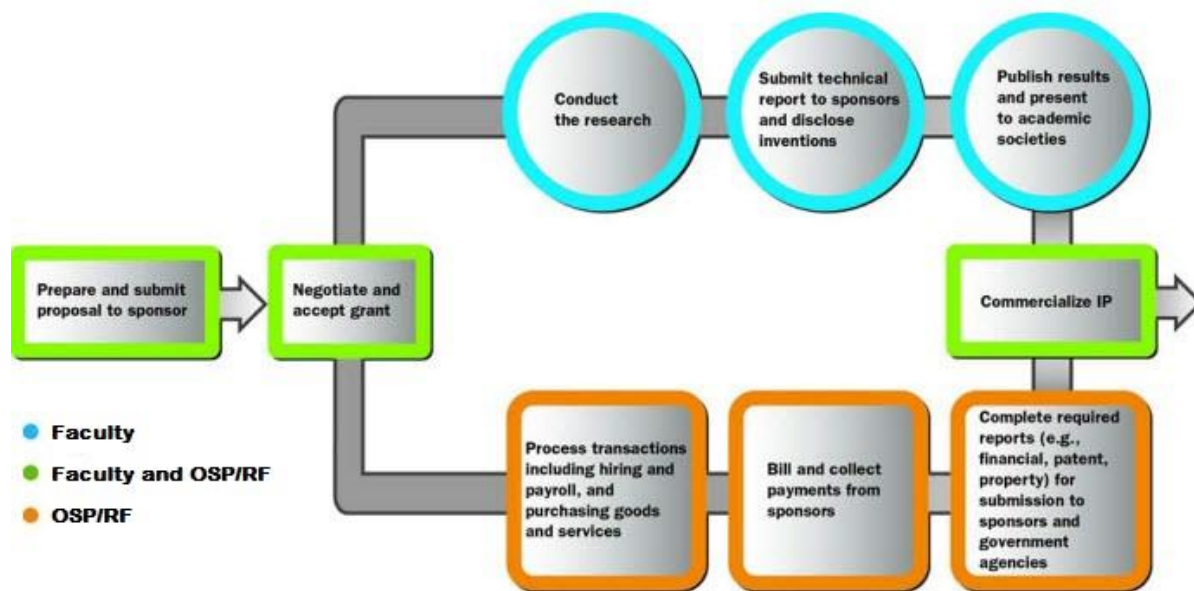 Conduct
the research
Submit technical
report to sponsors
and disclose
inventions
Publish results
and present
to academic
societies
Prepare and submit
proposal to sponsor
Negotiate and
accept grant
Commercialize IP
Faculty
Faculty and OSP/RF
OSP/RF
Process transactions
including hiring and
payroll, and
purchasing goods
and services
Bill and collect
payments from
sponsors
Complete required
reports (e.g.,
financial, patent,
property) for
submission to
sponsors and
government
agencies